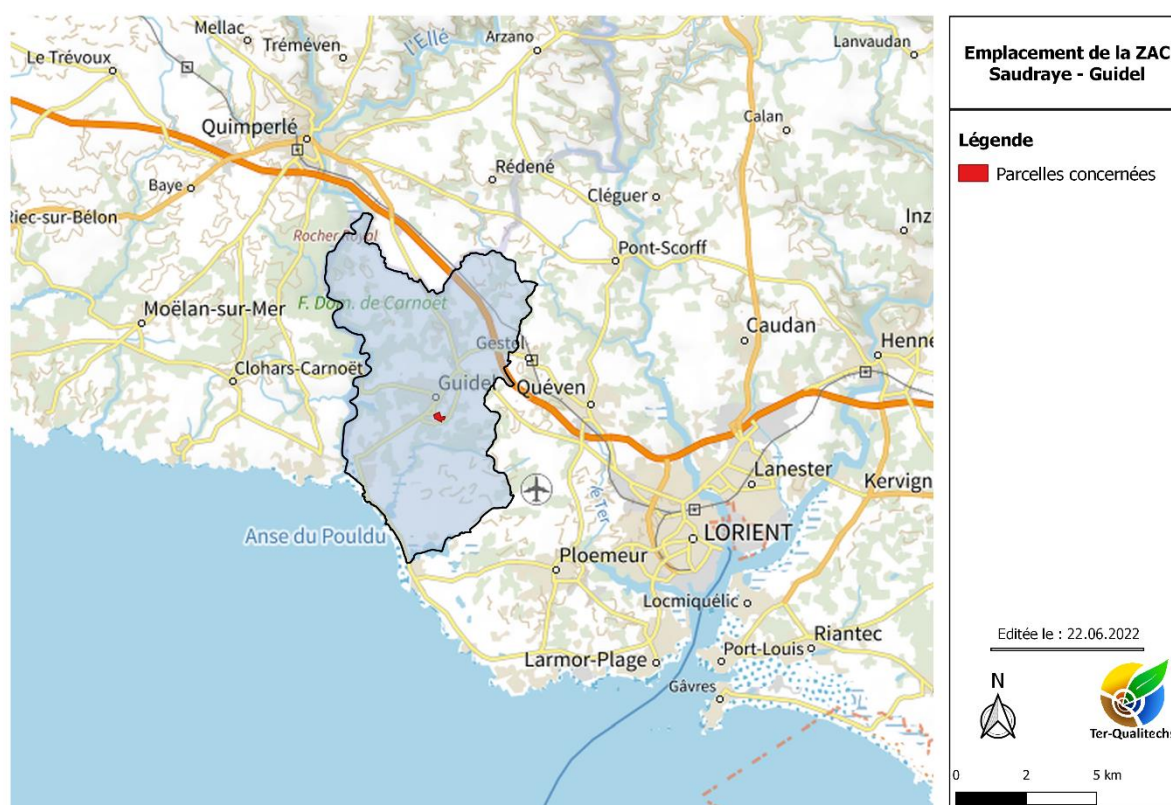 Mellac
Tréméven
l'Ellé
Arzano
Lanvaudan
Le Trévoux
Calan
Quimperlé
Rédené
Baye
Cléguer
Riec-sur-Bélon
Inz
Rocher Royal
Pont-Scorff
F. Dom. de Carnoët
Moëlan-sur-Mer
Caudan
Henne
Gestel
Clohars-Carnoët
Guidel
Quéven
Lanester
Kervign
le Ter
Anse du Pouldu
LORIENT
Ploemeur
Locmiquélic
Riantec
Larmor-Plage
Port-Louis
Gâvres
Emplacement de la ZAC
Saudraye - Guidel
Légende
Parcelles concernées
Editée le : 22.06.2022
N
Ter-Qualitechs
0 2 5 km